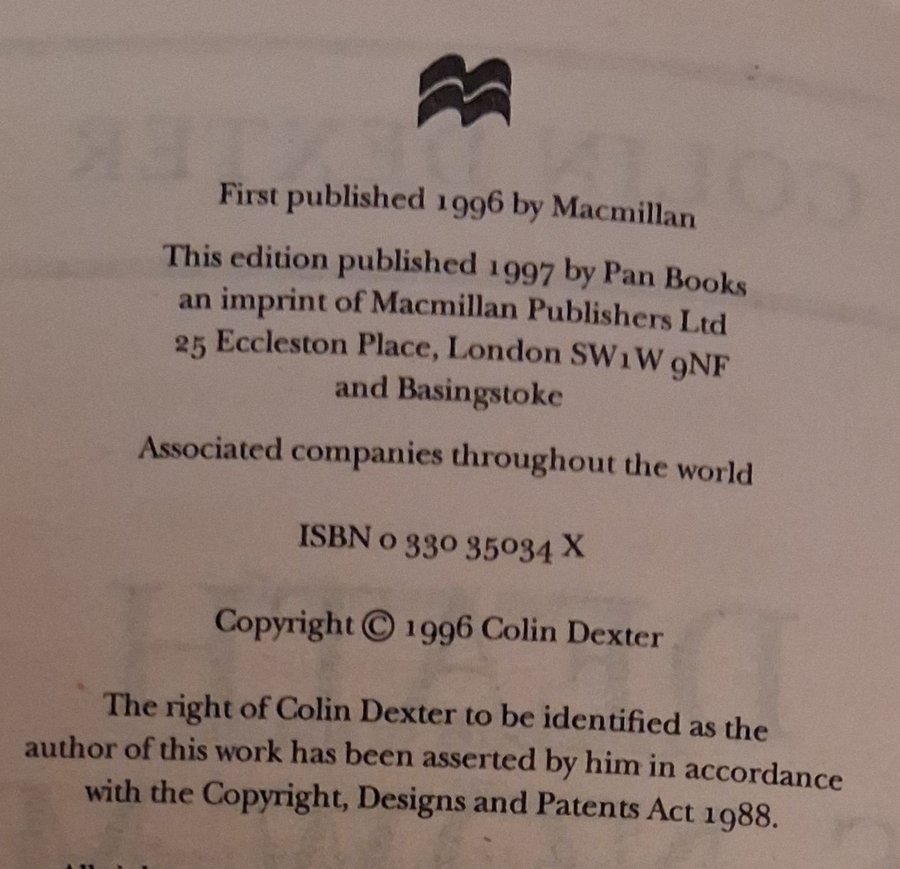 First published 1996 by Macmillan
This edition published 1997 by Pan Books
an imprint of Macmillan Publishers Ltd
25 Eccleston Place, London SW1W 9NF
and Basingstoke
Associated companies throughout the world
ISBN 0 330 35034 X
Copyright © 1996 Colin Dexter
The right of Colin Dexter to be identified as the
author of this work has been asserted by him in accordance
with the Copyright, Designs and Patents Act 1988.